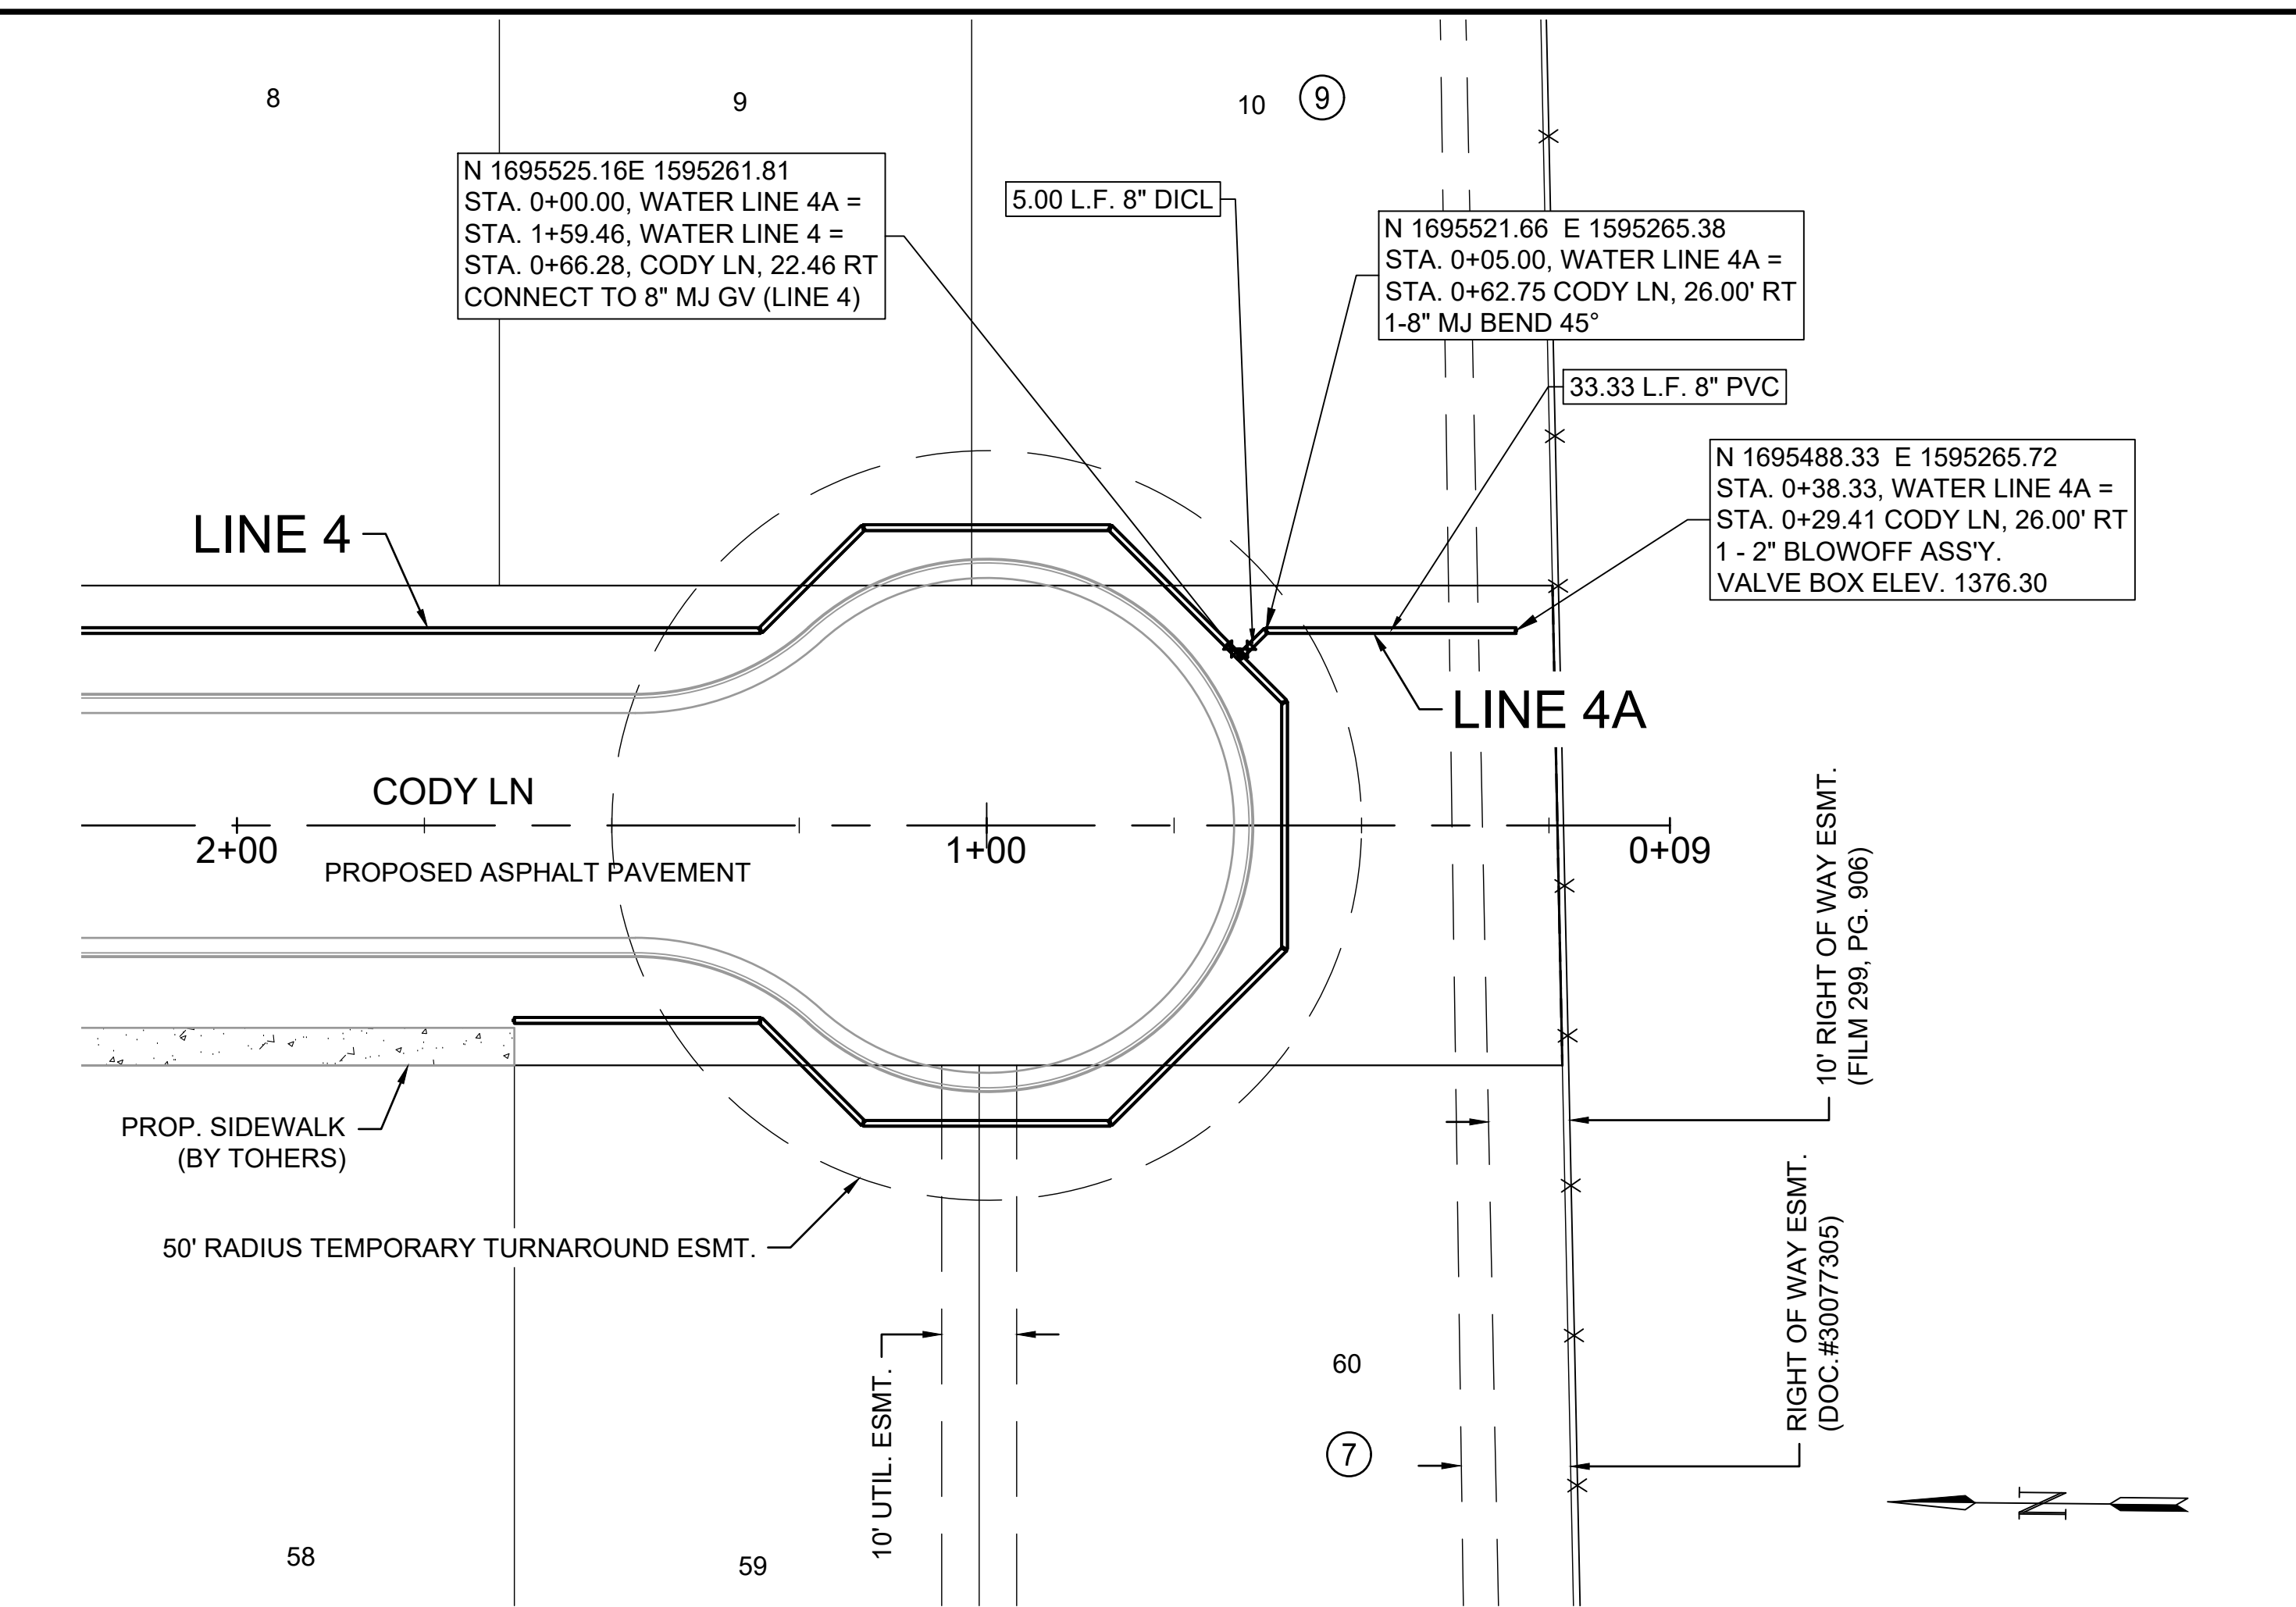 8
9
10
9
N 1695525.16E 1595261.81
STA. 0+00.00, WATER LINE 4A =
STA. 1+59.46, WATER LINE 4 =
STA. 0+66.28, CODY LN, 22.46 RT
CONNECT TO 8" MJ GV (LINE 4)
5.00 L.F. 8" DICL
N 1695521.66 E 1595265.38
STA. 0+05.00, WATER LINE 4A =
STA. 0+62.75 CODY LN, 26.00' RT
1-8" MJ BEND 45°
33.33 L.F. 8" PVC
N 1695488.33 E 1595265.72
STA. 0+38.33, WATER LINE 4A =
STA. 0+29.41 CODY LN, 26.00' RT
1 - 2" BLOWOFF ASS'Y.
VALVE BOX ELEV. 1376.30
LINE 4
LINE 4A
CODY LN
2+00
1+00
0+09
PROPOSED ASPHALT PAVEMENT
10' RIGHT OF WAY ESMT.
(FILM 299, PG. 906)
PROP. SIDEWALK
(BY TOHERS)
50' RADIUS TEMPORARY TURNAROUND ESMT.
RIGHT OF WAY ESMT.
(DOC.#30077305)
10' UTIL. ESMT.
60
7
58
59
N